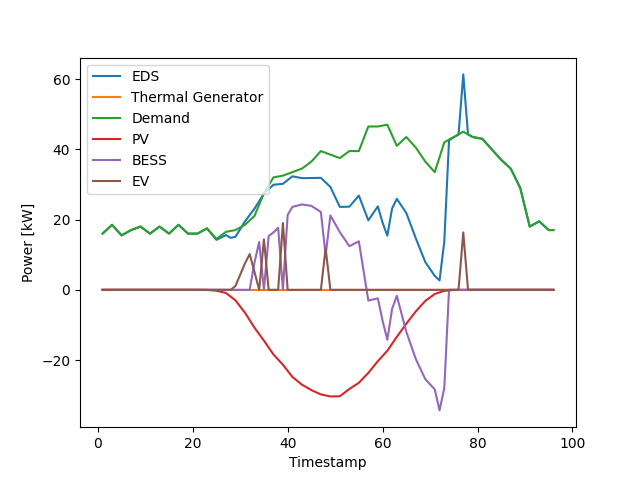 EDS
Thermal Generator
Demand
PV
BESS
EV
Power [kW]
60
40
20
0
−20
0 20 40 60 80 100
Timestamp